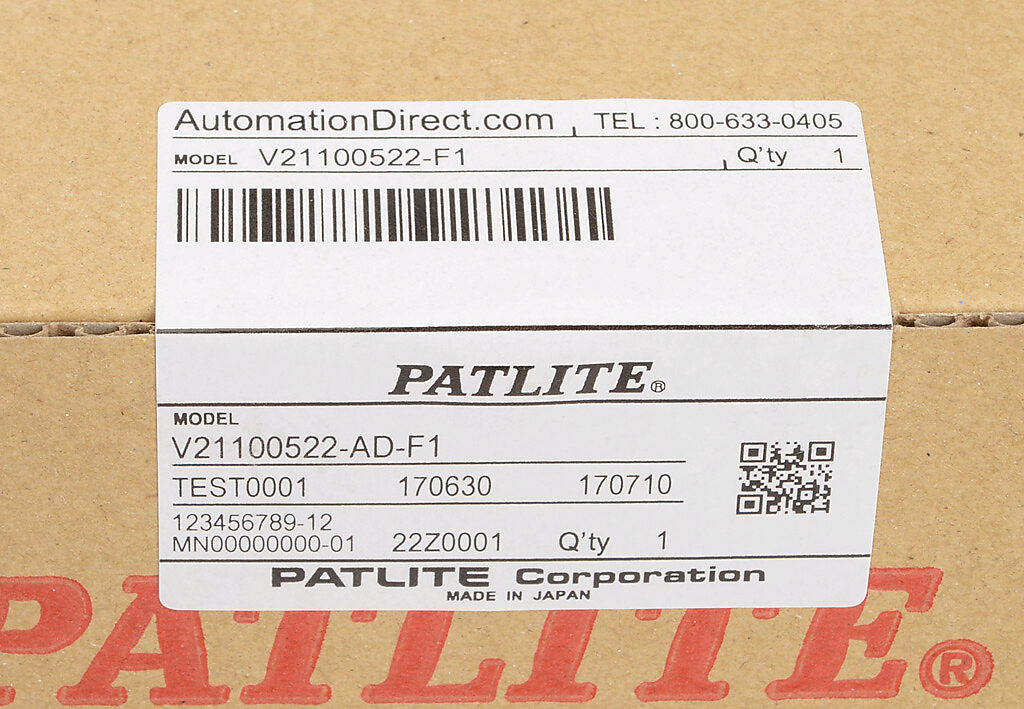 AutomationDirect.com , TEL : 800-633-0405
MODEL V21100522-F1 , Q'ty 1
PATLITE®
MODEL
V21100522-AD-F1
TEST0001 170630 170710
123456789-12
MN00000000-01 22Z0001 Q'ty 1
PATLITE Corporation
MADE IN JAPAN
PATLITE®